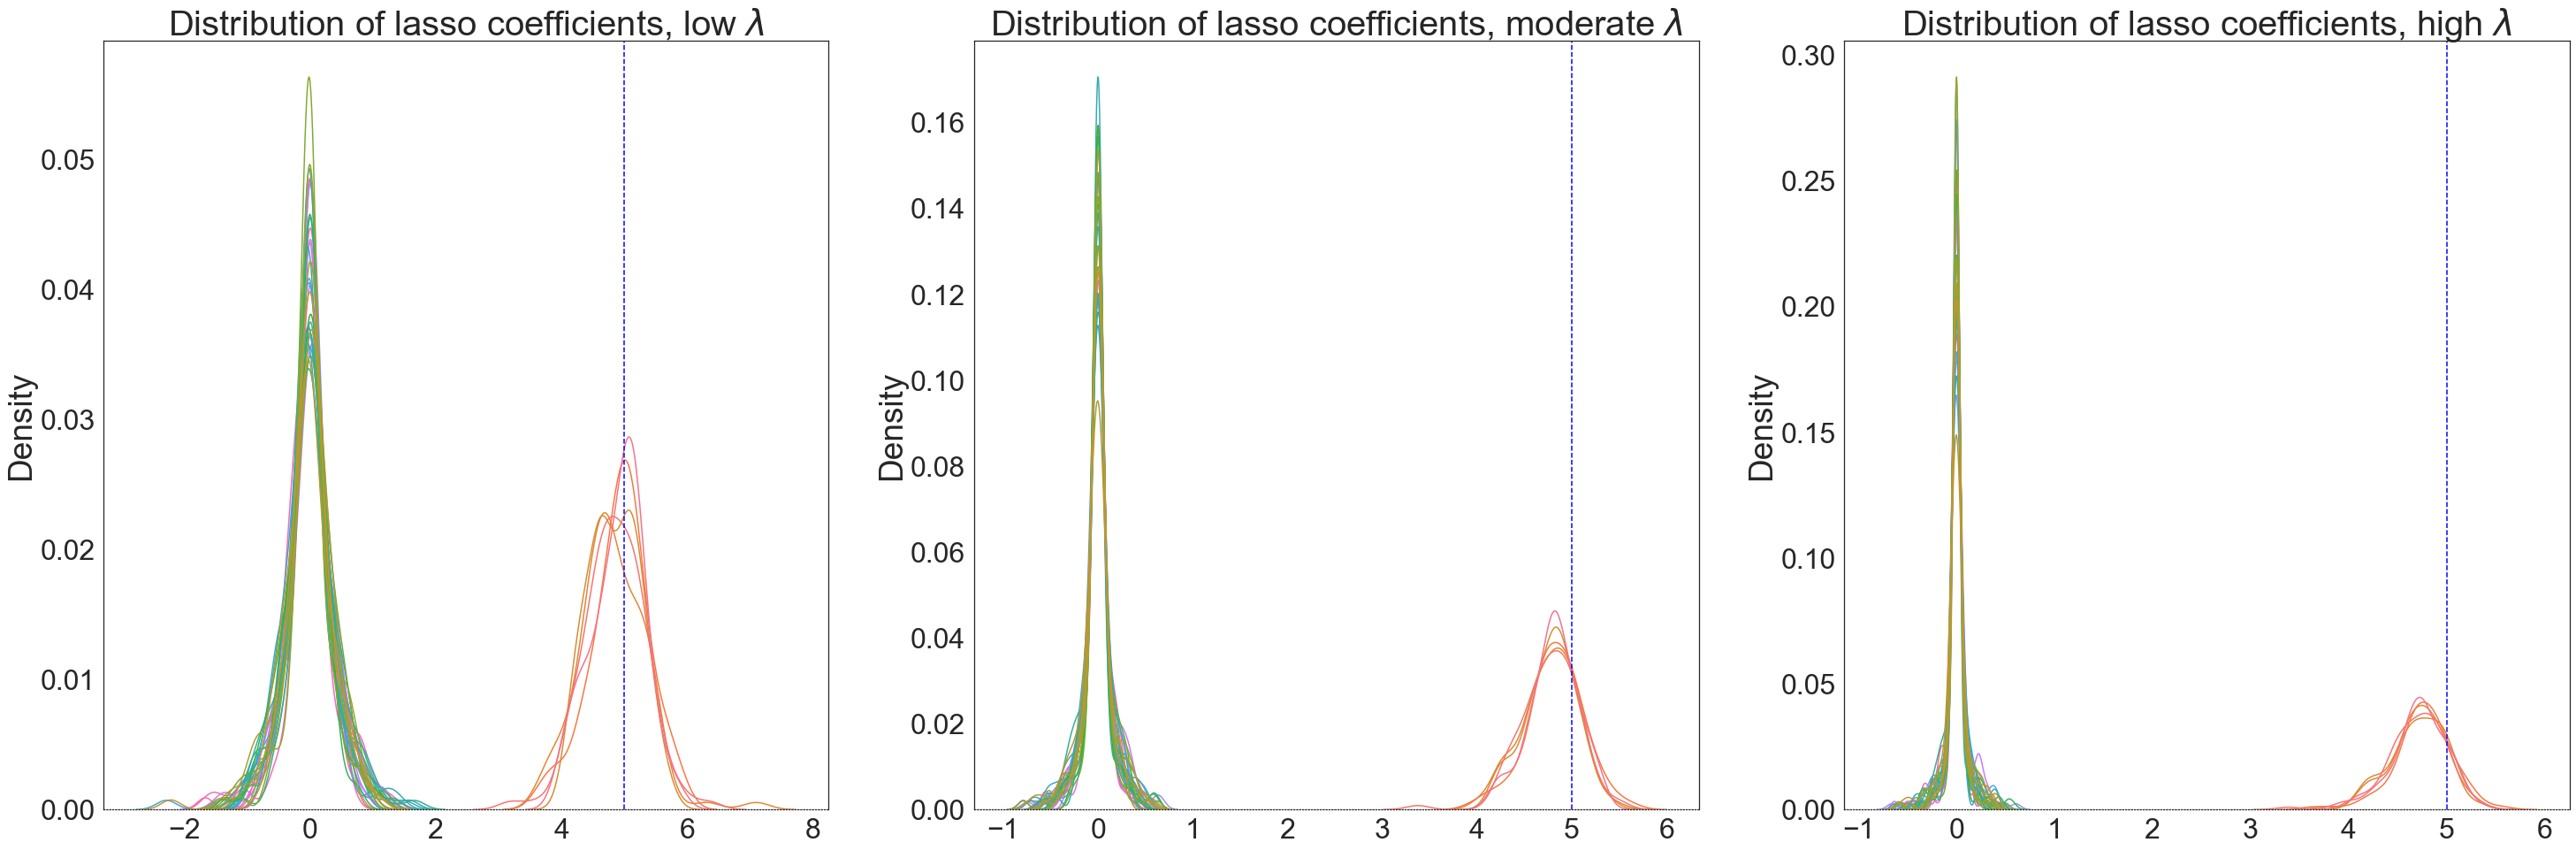 Distribution of lasso coefficients, low λ
Density
0.05
0.04
0.03
0.02
0.01
0.00
−2 0 2 4 6 8
Distribution of lasso coefficients, moderate λ
Density
0.16
0.14
0.12
0.10
0.08
0.06
0.04
0.02
0.00
−1 0 1 2 3 4 5 6
Distribution of lasso coefficients, high λ
Density
0.30
0.25
0.20
0.15
0.10
0.05
0.00
−1 0 1 2 3 4 5 6